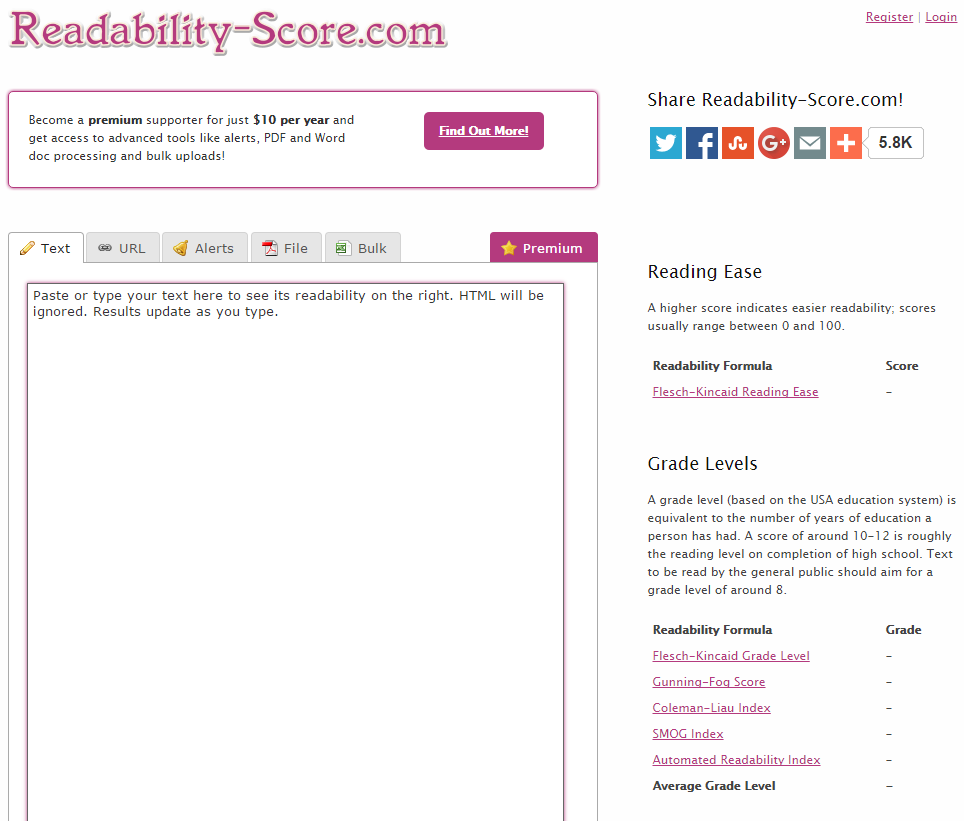 Readability-Score.com
Register | Login
Become a premium supporter for just $10 per year and
get access to advanced tools like alerts, PDF and Word
doc processing and bulk uploads!
Find Out More!
Share Readability-Score.com!
5.8K
Text
URL
Alerts
File
Bulk
Premium
Paste or type your text here to see its readability on the right. HTML will be
ignored. Results update as you type.
Reading Ease
A higher score indicates easier readability; scores
usually range between 0 and 100.
Readability Formula Score
Flesch-Kincaid Reading Ease -
Grade Levels
A grade level (based on the USA education system) is
equivalent to the number of years of education a
person has had. A score of around 10-12 is roughly
the reading level on completion of high school. Text
to be read by the general public should aim for a
grade level of around 8.
Readability Formula Grade
Flesch-Kincaid Grade Level -
Gunning-Fog Score -
Coleman-Liau Index -
SMOG Index -
Automated Readability Index -
Average Grade Level -